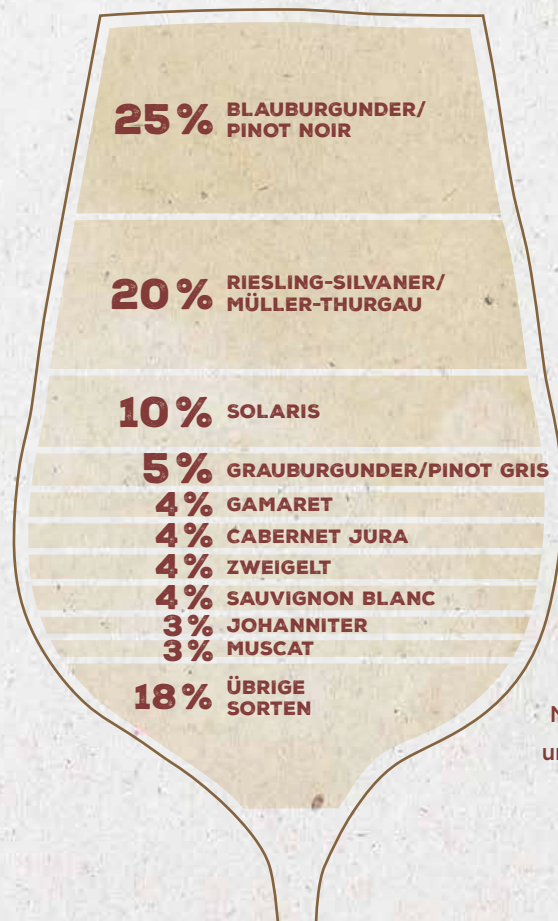 25 % BLAUBURGUNDER/
PINOT NOIR
20 % RIESLING-SILVANER/
MÜLLER-THURGAU
10 % SOLARIS
5 % GRAUBURGUNDER/PINOT GRIS
4 % GAMARET
4 % CABERNET JURA
4 % ZWEIGELT
4 % SAUVIGNON BLANC
3 % JOHANNITER
3 % MUSCAT
18 % ÜBRIGE
SORTEN